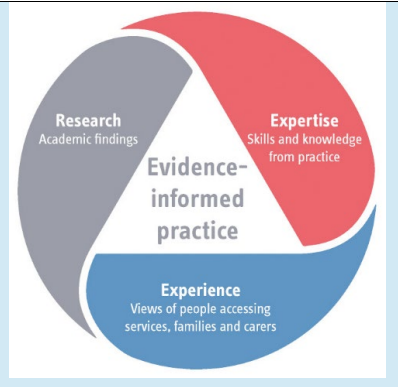 Research
Academic findings
Expertise
Skills and knowledge
from practice
Evidence-
informed
practice
Experience
Views of people accessing
services, families and carers